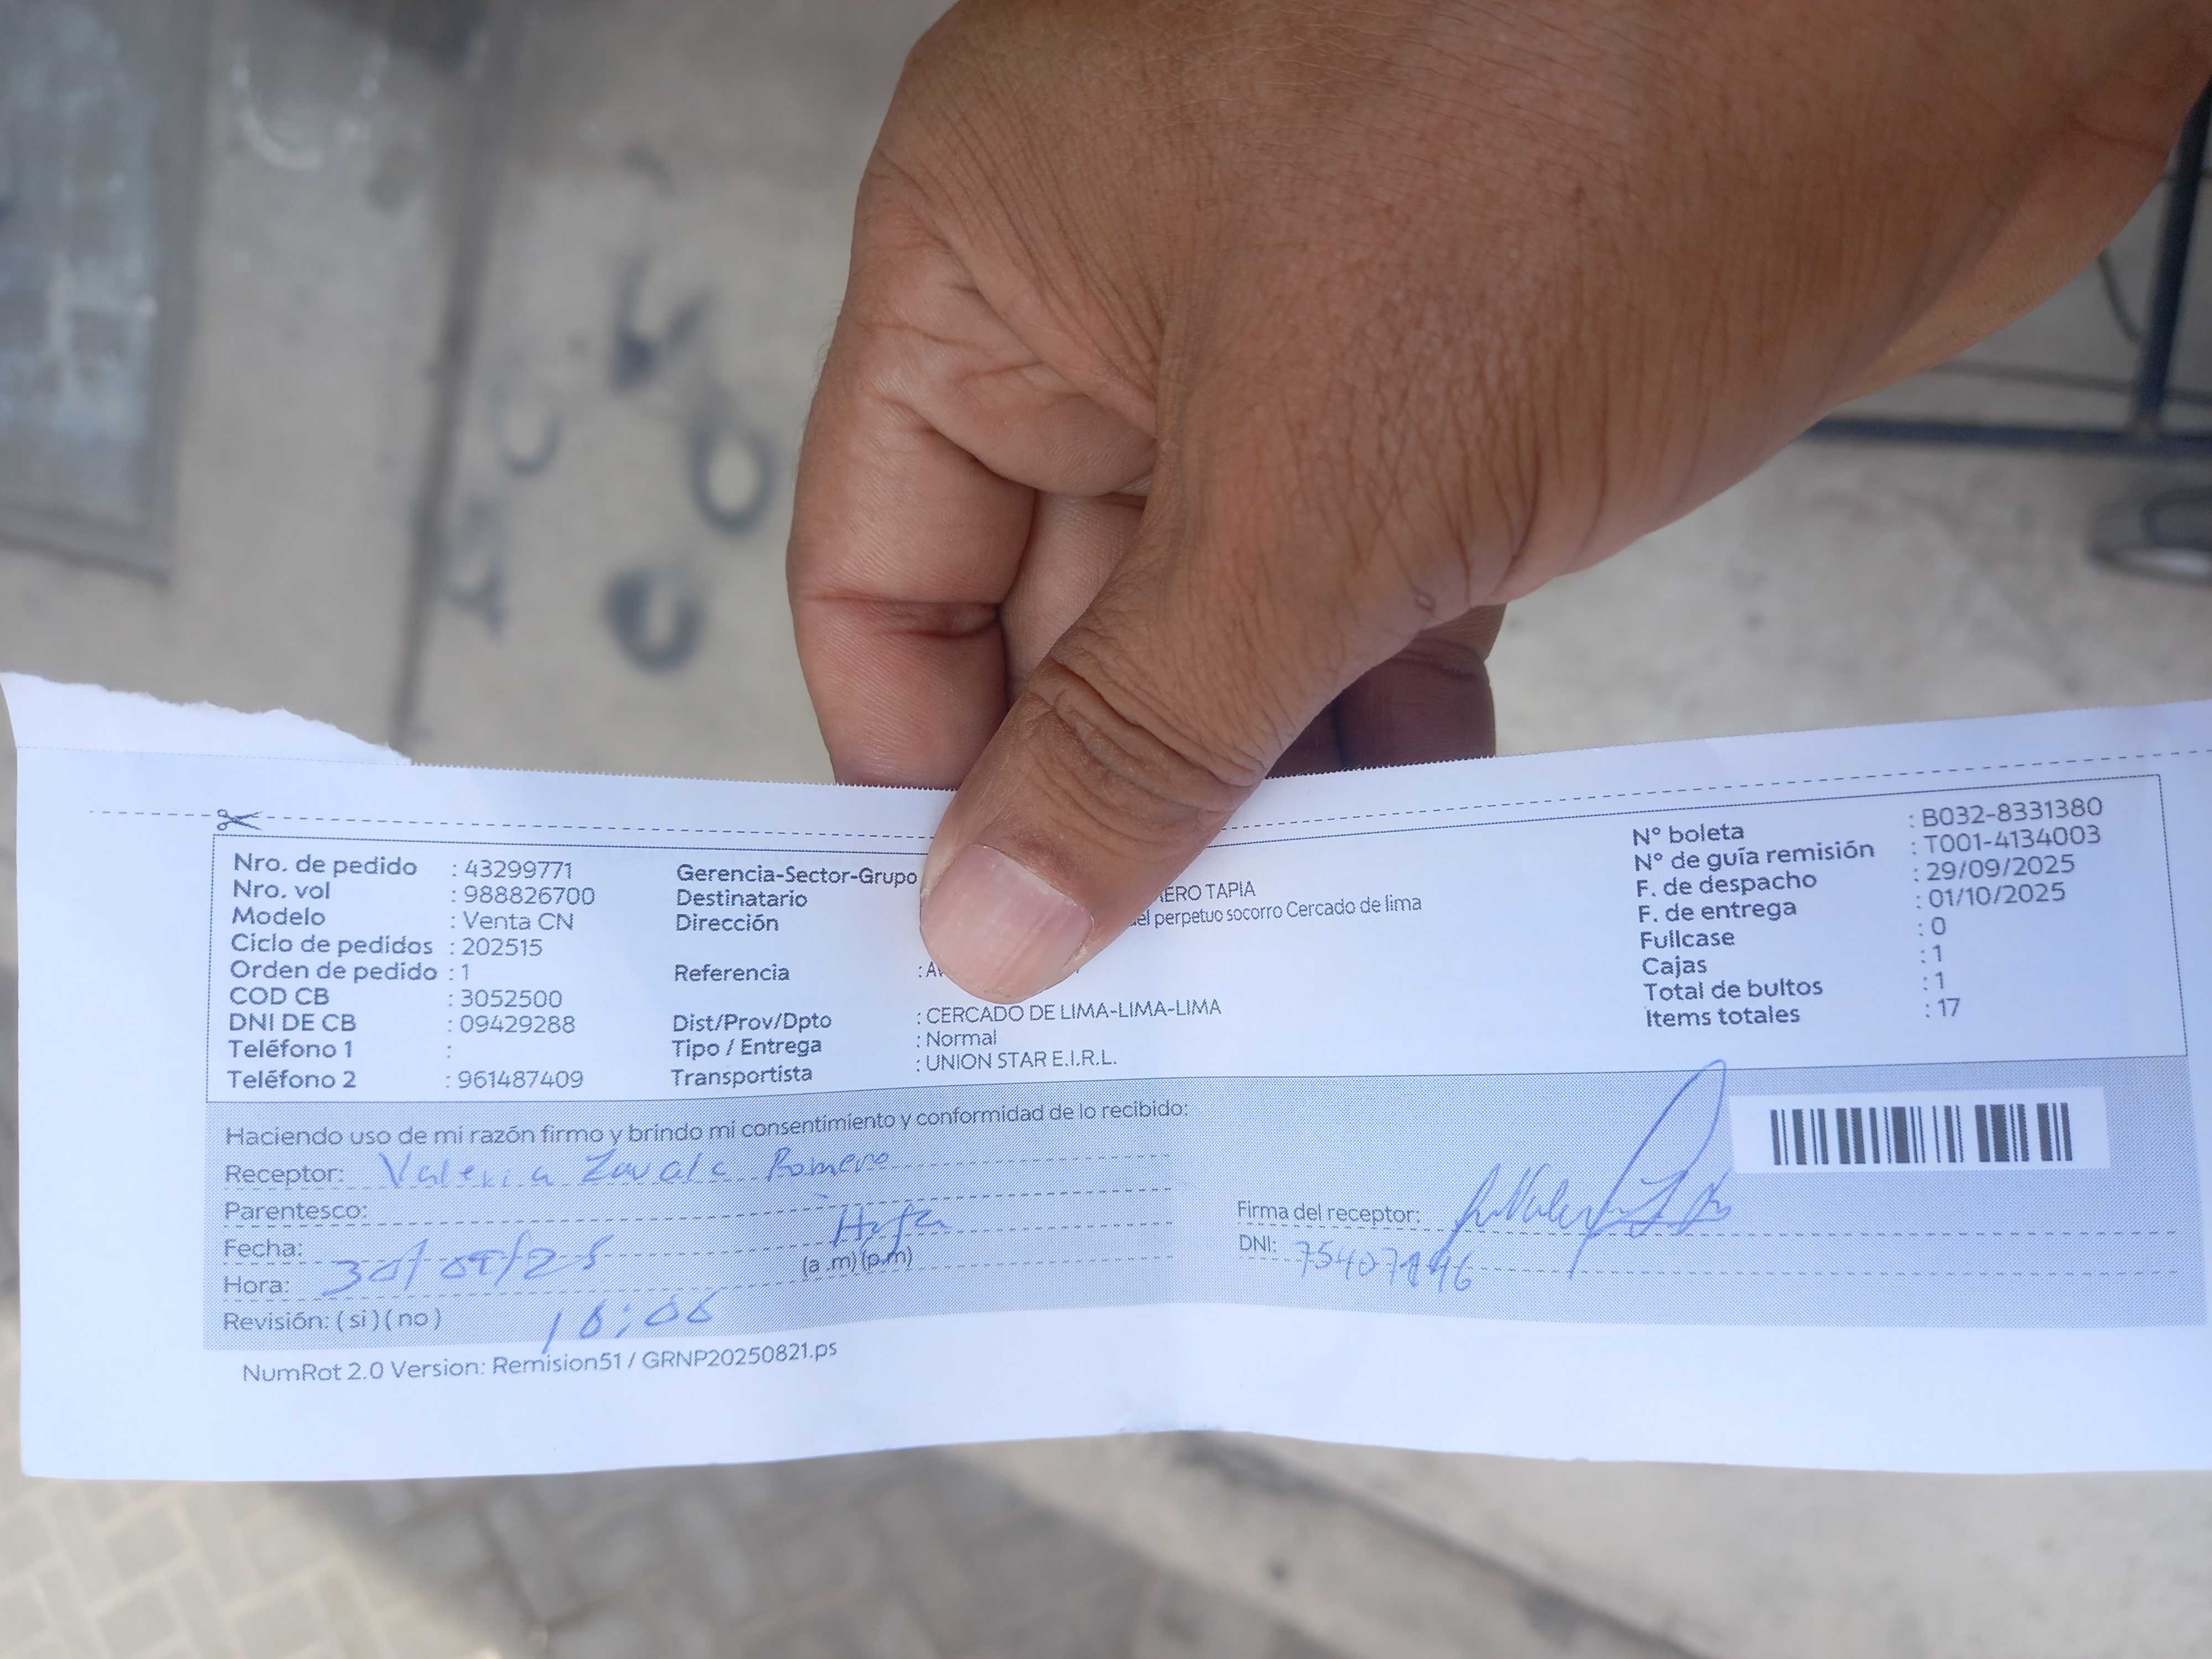 Nro. de pedido : 43299771
Nro. vol : 988826700
Modelo : Venta CN
Ciclo de pedidos : 202515
Orden de pedido : 1
COD CB : 3052500
DNI DE CB : 09429288
Teléfono 1 :
Teléfono 2 : 961487409
Gerencia-Sector-Grupo
Destinatario TAPIA
Dirección perpetuo socorro Cercado de lima
Referencia :
Dist/Prov/Dpto : CERCADO DE LIMA-LIMA-LIMA
Tipo / Entrega : Normal
Transportista : UNION STAR E.I.R.L.
N° boleta : B032-8331380
N° de guía remisión : T001-4134003
F. de despacho : 29/09/2025
F. de entrega : 01/10/2025
Fullcase : 0
Cajas : 1
Total de bultos : 1
Items totales : 17
Haciendo uso de mi razón firmo y brindo mi consentimiento y conformidad de lo recibido:
Receptor: Valeria Zavala Romero
Parentesco: Hija
Fecha: 30/09/25
Hora: (a.m)(p.m)
Revisión: (si)(no)
Firma del receptor:
DNI:
NumRot 2.0 Version: Remision51 / GRNP20250821.ps